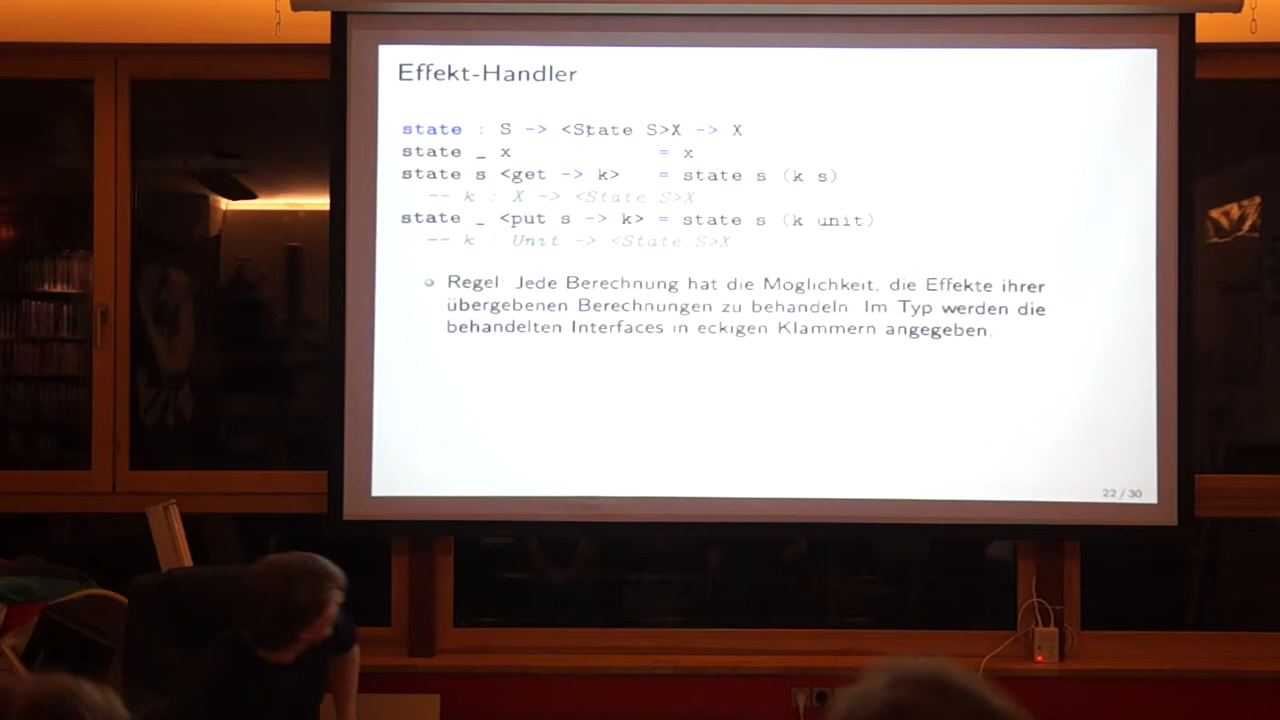 Effekt-Handler
state : S -> <State S>X -> X
state _ x = x
state s <get -> k> = state s (k s)
-- k : X -> <State S>X
state _ <put s -> k> = state s (k unit)
-- k : Unit -> <State S>X
Regel: Jede Berechnung hat die Möglichkeit, die Effekte ihrer
übergebenen Berechnungen zu behandeln. Im Typ werden die
behandelten Interfaces in eckigen Klammern angegeben.
22 / 30